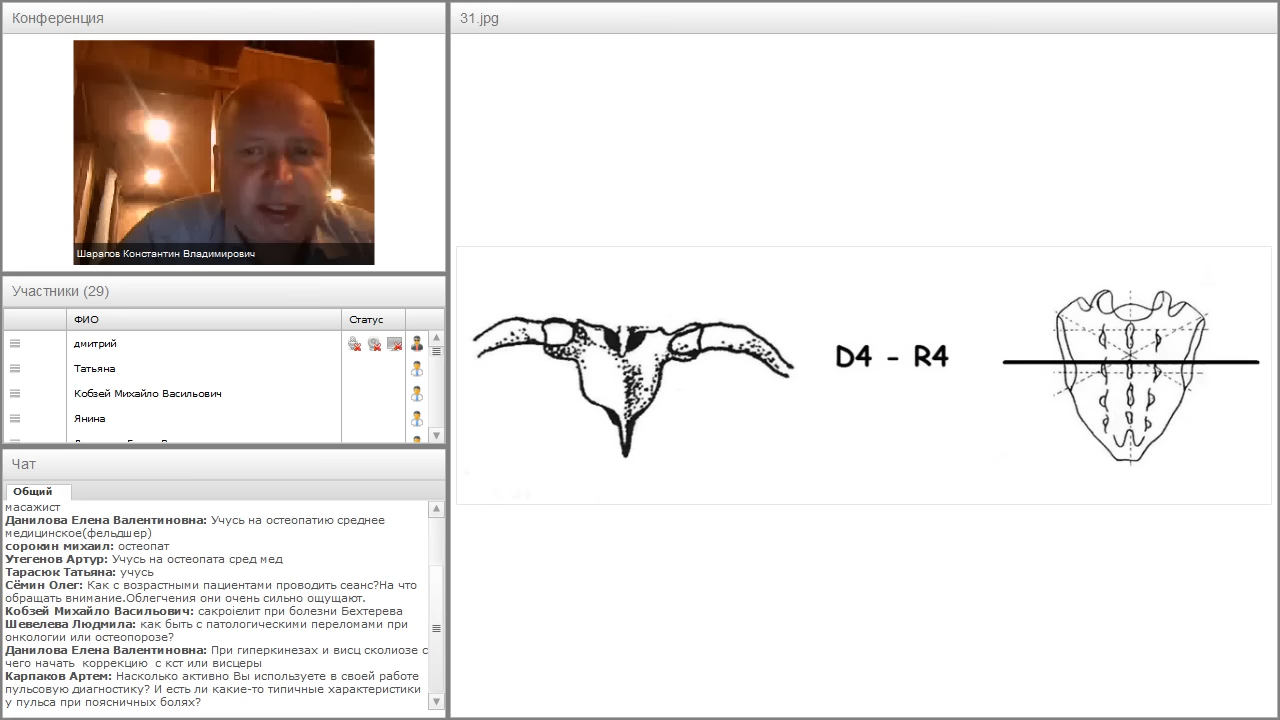 Конференция
Шарапов Константин Владимирович
Участники (29)
ФИО
Статус
дмитрий
Татьяна
Кобзей Михайло Васильович
Янина
Чат
Общий
масажист
Данилова Елена Валентиновна: Учусь на остеопатию среднее
медицинское(фельдшер)
сорокин михаил: остеопат
Утегенов Артур: Учусь на остеопата сред мед
Тарасюк Татьяна: учусь
Сёмин Олег: Как с возрастными пациентами проводить сеанс?На что
обращать внимание.Облегчения они очень сильно ощущают.
Кобзей Михайло Васильович: сакроієлит при болезни Бехтерева
Шевелева Людмила: как быть с патологическими переломами при
онкологии или остеопорозе?
Данилова Елена Валентиновна: При гиперкинезах и висц сколиозе с
чего начать коррекцию с кст или висцеры
Карпаков Артем: Насколько активно Вы используете в своей работе
пульсовую диагностику? И есть ли какие-то типичные характеристики
у пульса при поясничных болях?
31.jpg
D4 - R4